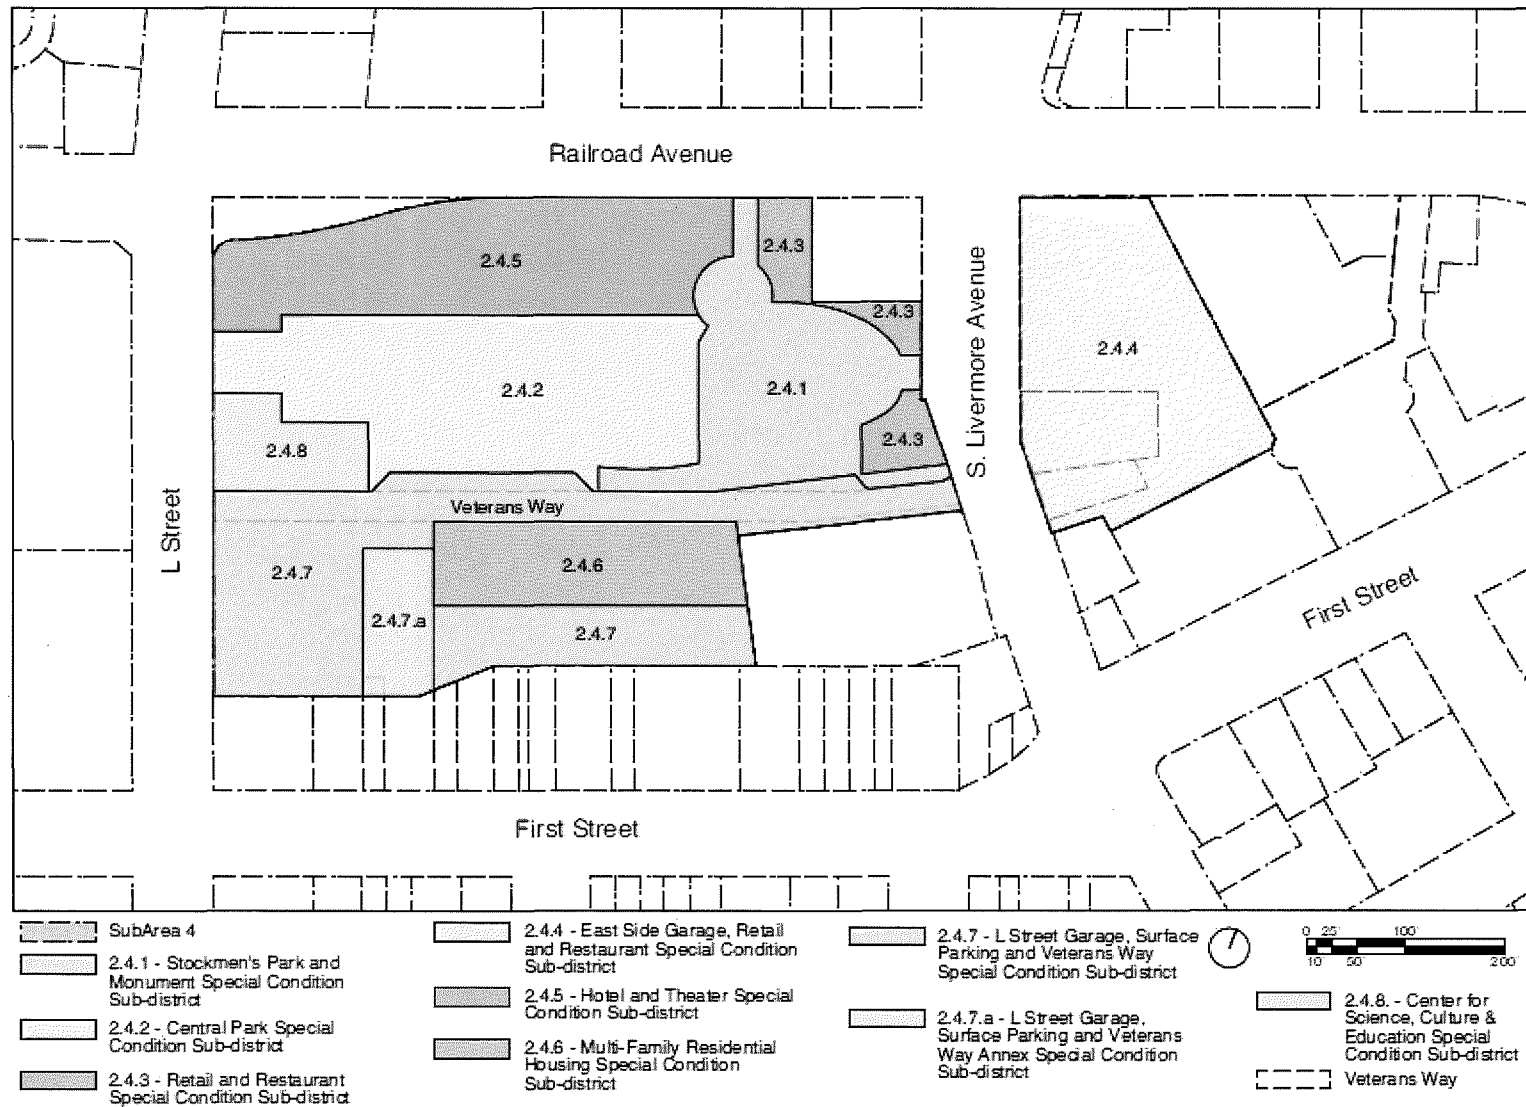 Railroad Avenue
2.4.5
2.4.3
2.4.3
2.4.4
2.4.2
2.4.1
S. Livermore Avenue
2.4.3
2.4.8
Veterans Way
L Street
2.4.7
2.4.6
2.4.7.a
2.4.7
First Street
First Street
SubArea 4
2.4.1 - Stockmen's Park and
Monument Special Condition
Sub-district
2.4.2 - Central Park Special
Condition Sub-district
2.4.3 - Retail and Restaurant
Special Condition Sub-district
2.4.4 - East Side Garage, Retail
and Restaurant Special Condition
Sub-district
2.4.5 - Hotel and Theater Special
Condition Sub-district
2.4.6 - Multi-Family Residential
Housing Special Condition
Sub-district
2.4.7 - L Street Garage, Surface
Parking and Veterans Way
Special Condition Sub-district
2.4.7.a - L Street Garage,
Surface Parking and Veterans
Way Annex Special Condition
Sub-district
0 25 100
10 50 200
2.4.8. - Center for
Science, Culture &
Education Special
Condition Sub-district
Veterans Way